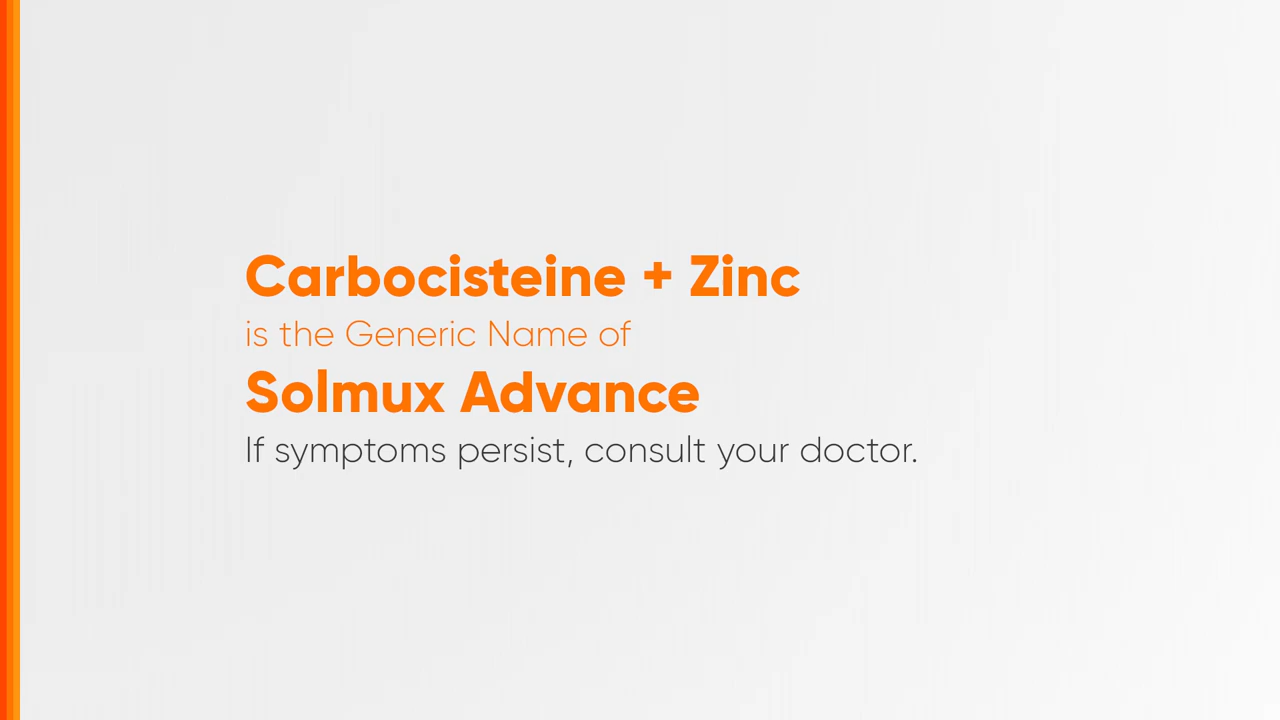 Carbocisteine + Zinc
is the Generic Name of
Solmux Advance
If symptoms persist, consult your doctor.